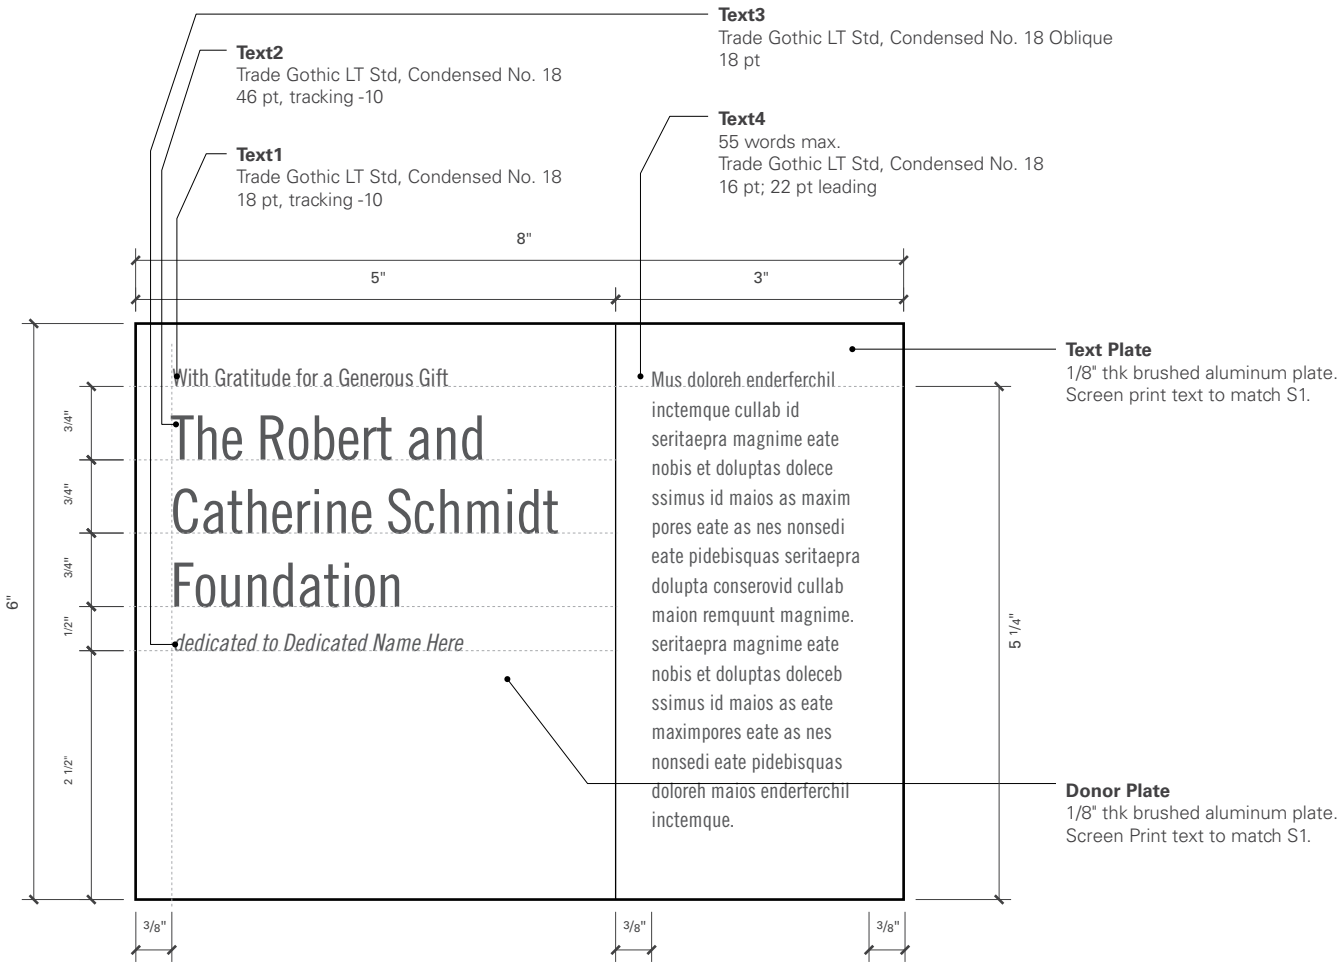 Text3
Trade Gothic LT Std, Condensed No. 18 Oblique
18 pt
Text2
Trade Gothic LT Std, Condensed No. 18
46 pt, tracking -10
Text4
55 words max.
Trade Gothic LT Std, Condensed No. 18
16 pt; 22 pt leading
Text1
Trade Gothic LT Std, Condensed No. 18
18 pt, tracking -10
8"
5"
3"
Text Plate
1/8" thk brushed aluminum plate.
Screen print text to match S1.
With Gratitude for a Generous Gift
The Robert and
Catherine Schmidt
Foundation
dedicated to Dedicated Name Here
Mus doloreh enderferchil
inctemque cullab id
seritaepra magnime eate
nobis et doluptas dolece
ssimus id maios as maxim
pores eate as nes nonsedi
eate pidebisquas seritaepra
dolupta conserovid cullab
maion remquunt magnime.
seritaepra magnime eate
nobis et doluptas doleceb
ssimus id maios as eate
maximpores eate as nes
nonsedi eate pidebisquas
doloreh maios enderferchil
inctemque.
3/4"
3/4"
3/4"
1/2"
2 1/2"
6"
5 1/4"
Donor Plate
1/8" thk brushed aluminum plate.
Screen Print text to match S1.
3/8"
3/8"
3/8"